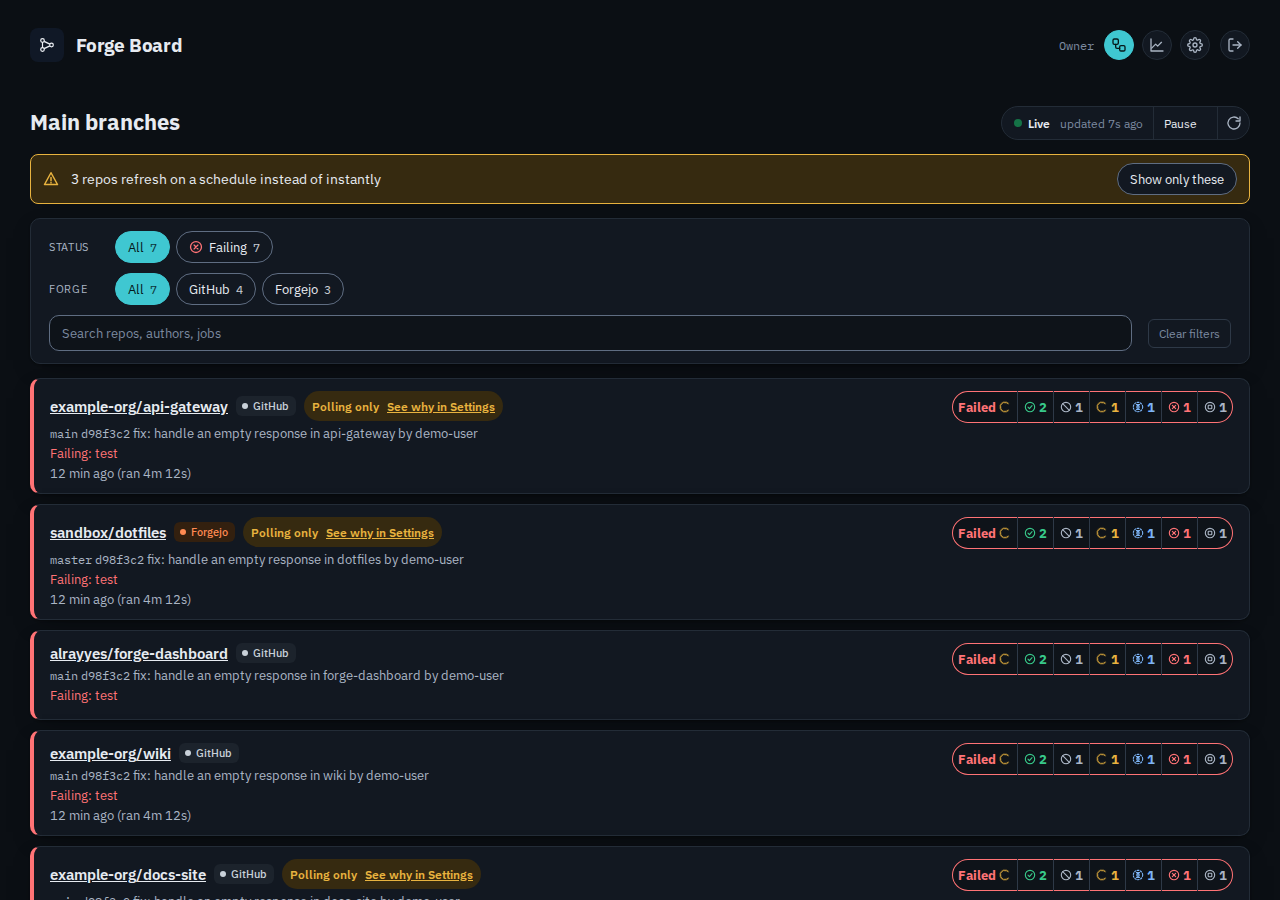 Forge Board
Owner
Main branches
Live updated 7s ago Pause
3 repos refresh on a schedule instead of instantly
Show only these
STATUS All 7 Failing 7
FORGE All 7 GitHub 4 Forgejo 3
Search repos, authors, jobs
Clear filters
example-org/api-gateway GitHub Polling only See why in Settings
Failed 2 1 1 1 1 1
main d98f3c2 fix: handle an empty response in api-gateway by demo-user
Failing: test
12 min ago (ran 4m 12s)
sandbox/dotfiles Forgejo Polling only See why in Settings
Failed 2 1 1 1 1 1
master d98f3c2 fix: handle an empty response in dotfiles by demo-user
Failing: test
12 min ago (ran 4m 12s)
alrayyes/forge-dashboard GitHub
Failed 2 1 1 1 1 1
main d98f3c2 fix: handle an empty response in forge-dashboard by demo-user
Failing: test
example-org/wiki GitHub
Failed 2 1 1 1 1 1
main d98f3c2 fix: handle an empty response in wiki by demo-user
Failing: test
12 min ago (ran 4m 12s)
example-org/docs-site GitHub Polling only See why in Settings
Failed 2 1 1 1 1 1